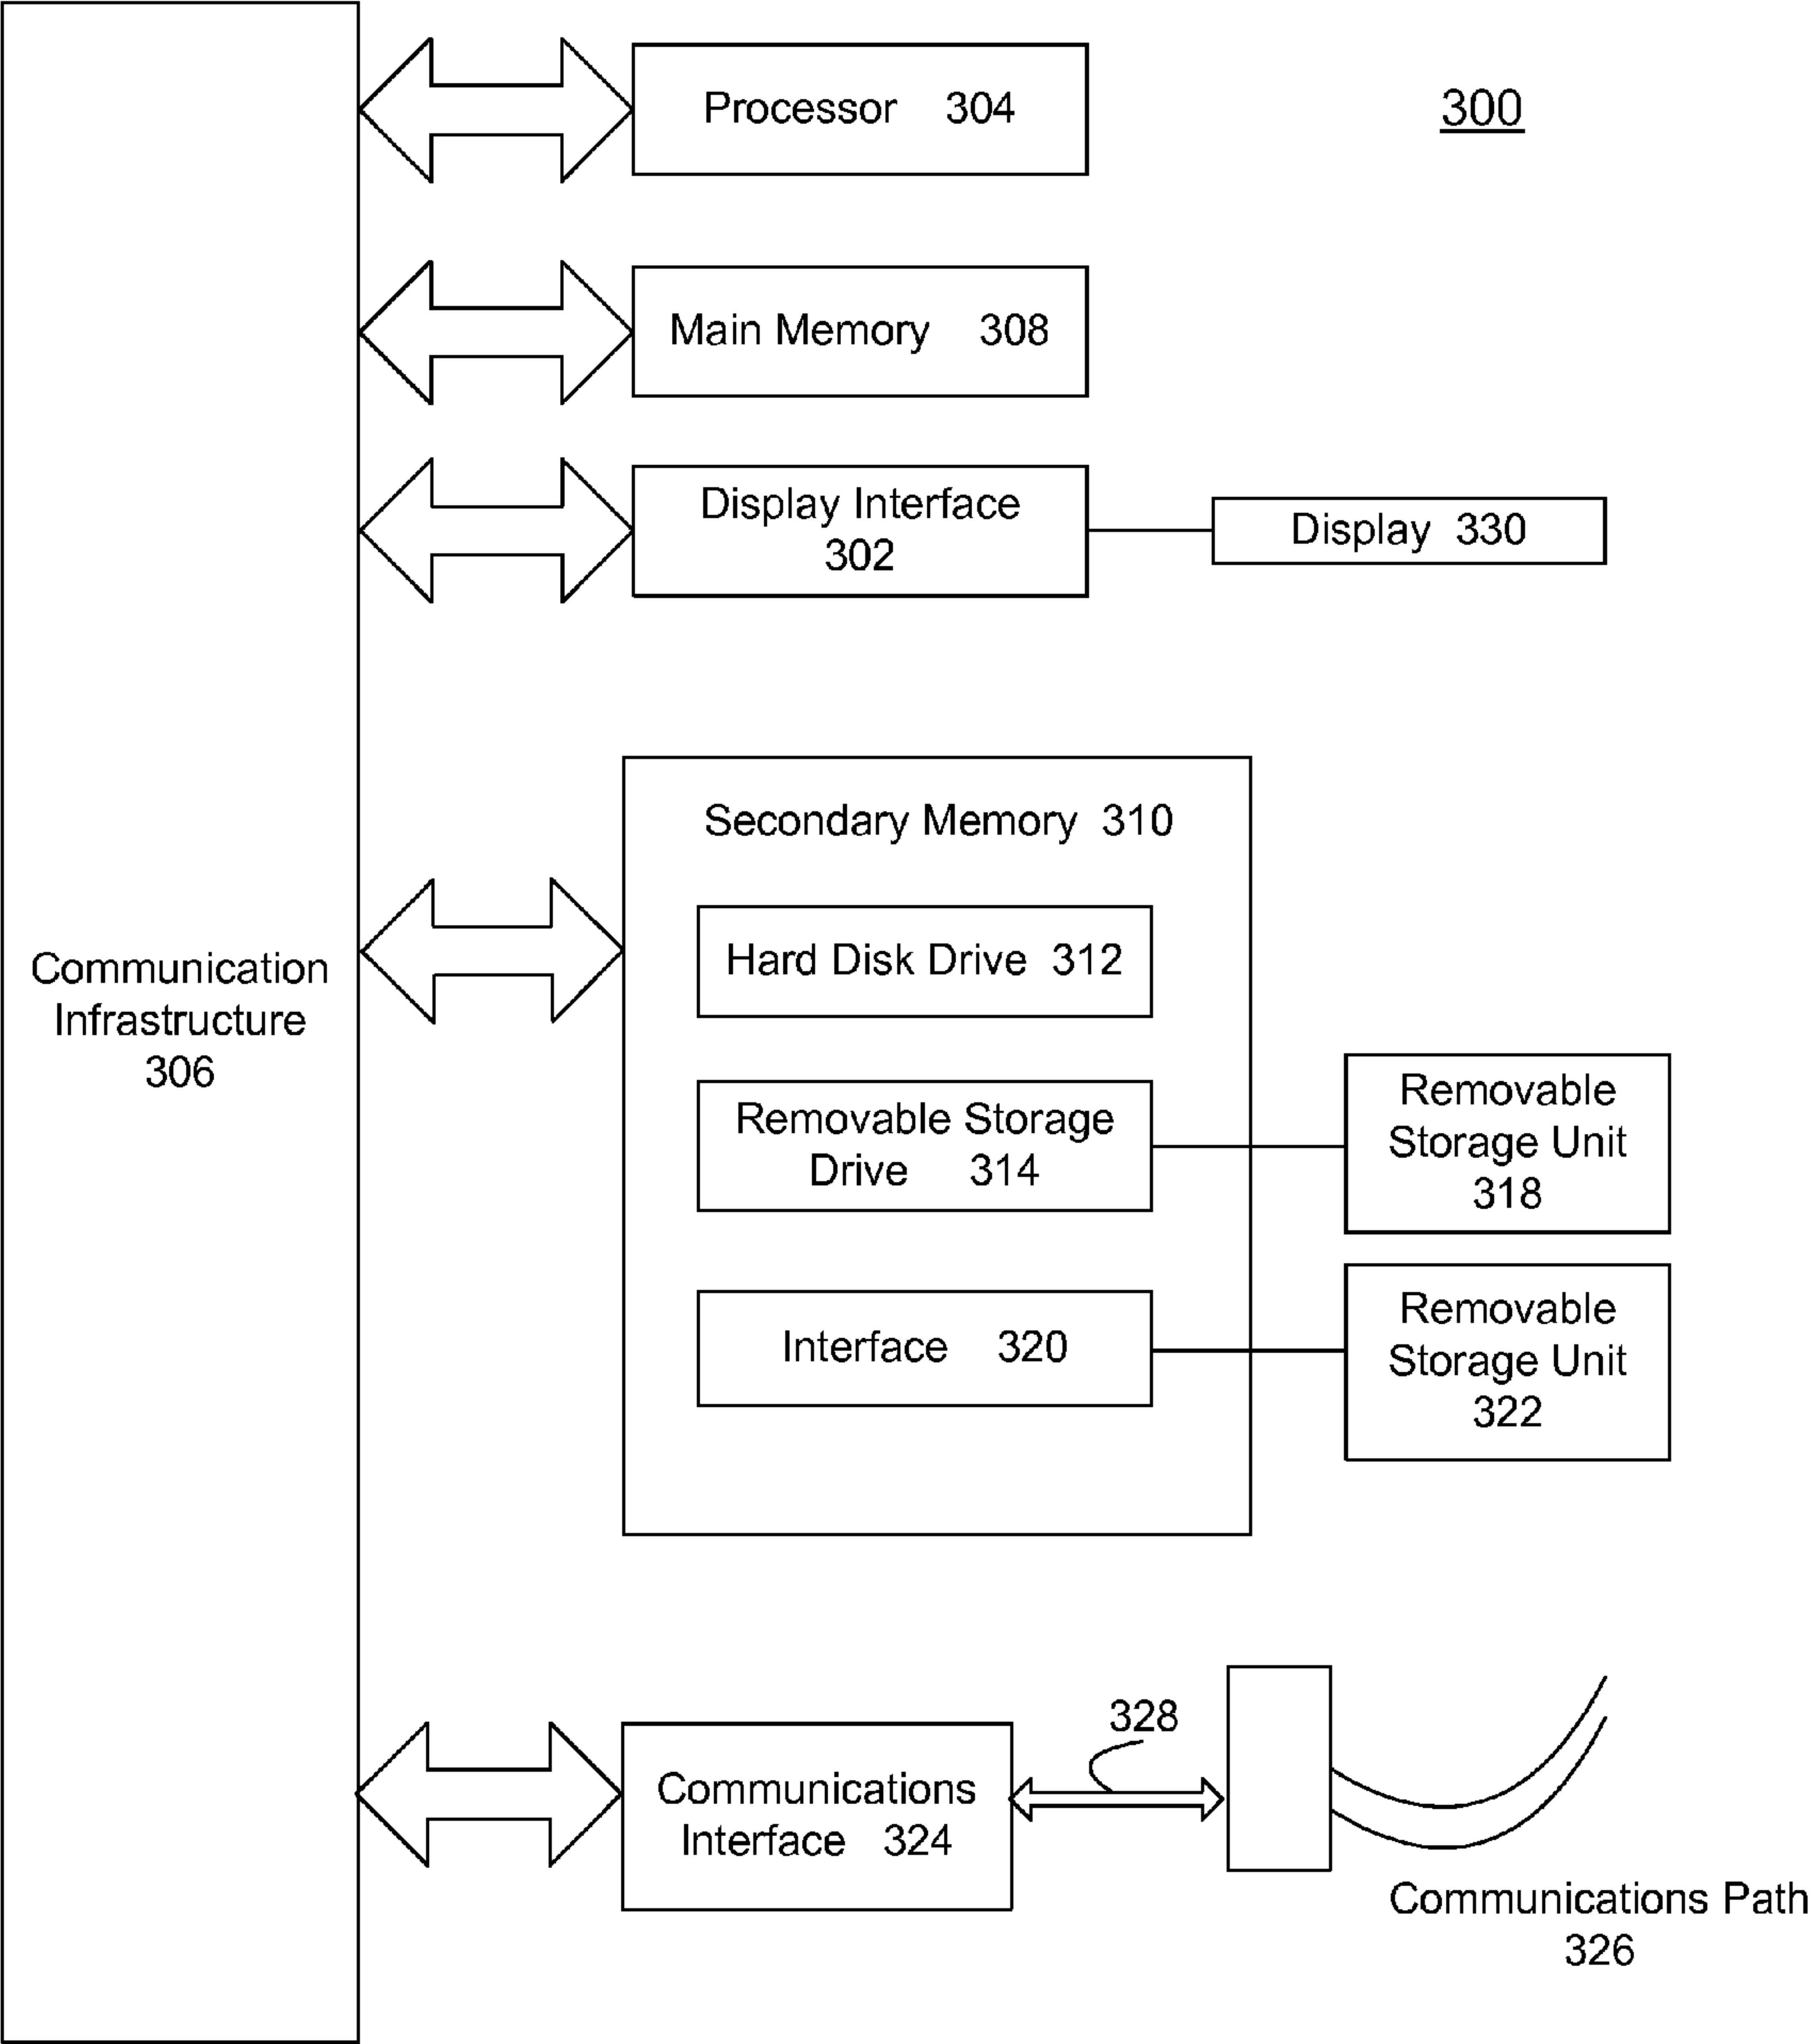 Processor 304
300
Main Memory 308
Display Interface
302
Display 330
Secondary Memory 310
Hard Disk Drive 312
Communication
Infrastructure
306
Removable Storage
Drive 314
Removable
Storage Unit
318
Interface 320
Removable
Storage Unit
322
328
Communications
Interface 324
Communications Path
326